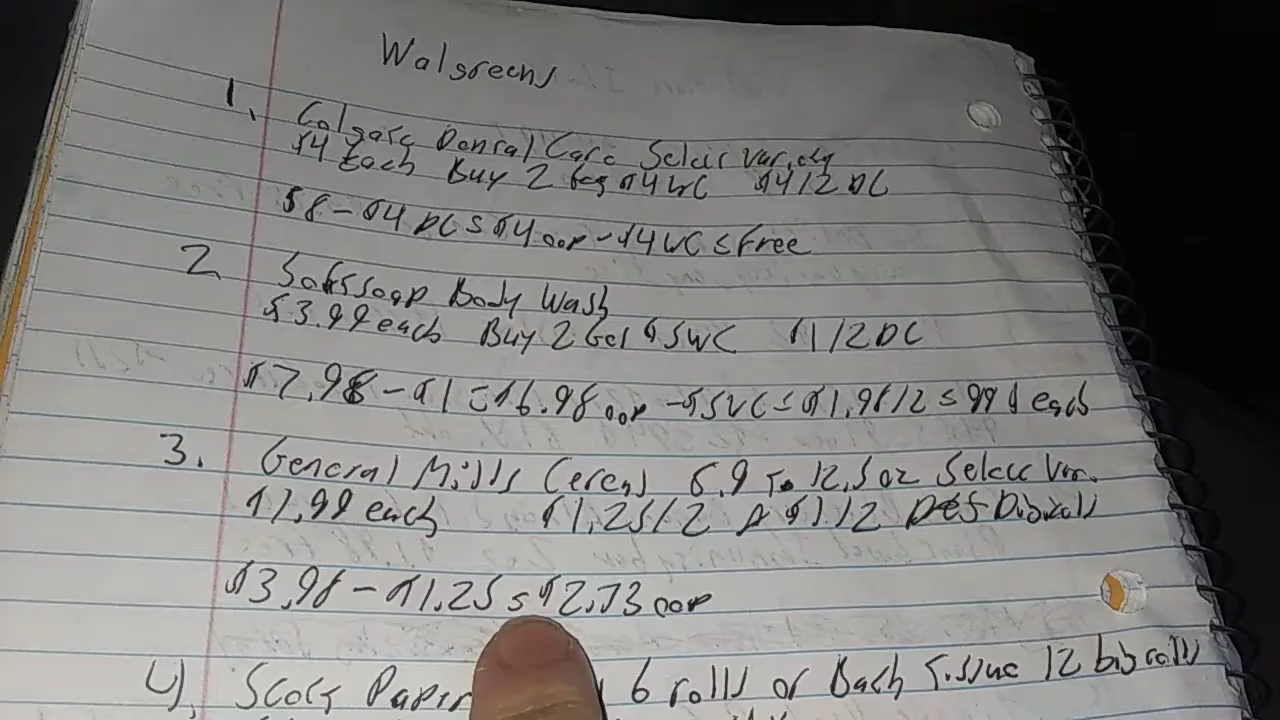 Walgreens
1. Colgate Dental Care Select Variety
$4 Each Buy 2 Get $4 WC $4/2 DC
$8 - $4 DC = $4 oop - $4 WC = Free
2 Softsoap Body Wash
$3.99 each Buy 2 Get $5 WC $1/2 DC
$7.98 - $1 = $6.98 oop - $5 WC = $1.98/2 = 99¢ each
3. General Mills Cereal 8.9 To 12.5 oz Select Var.
$1.99 each $1.25/2 $1/2 Digital
$3.98 - $1.25 = $2.73 oop
4). Scott Paper 6 rolls or Bath Tissue 12 big rolls